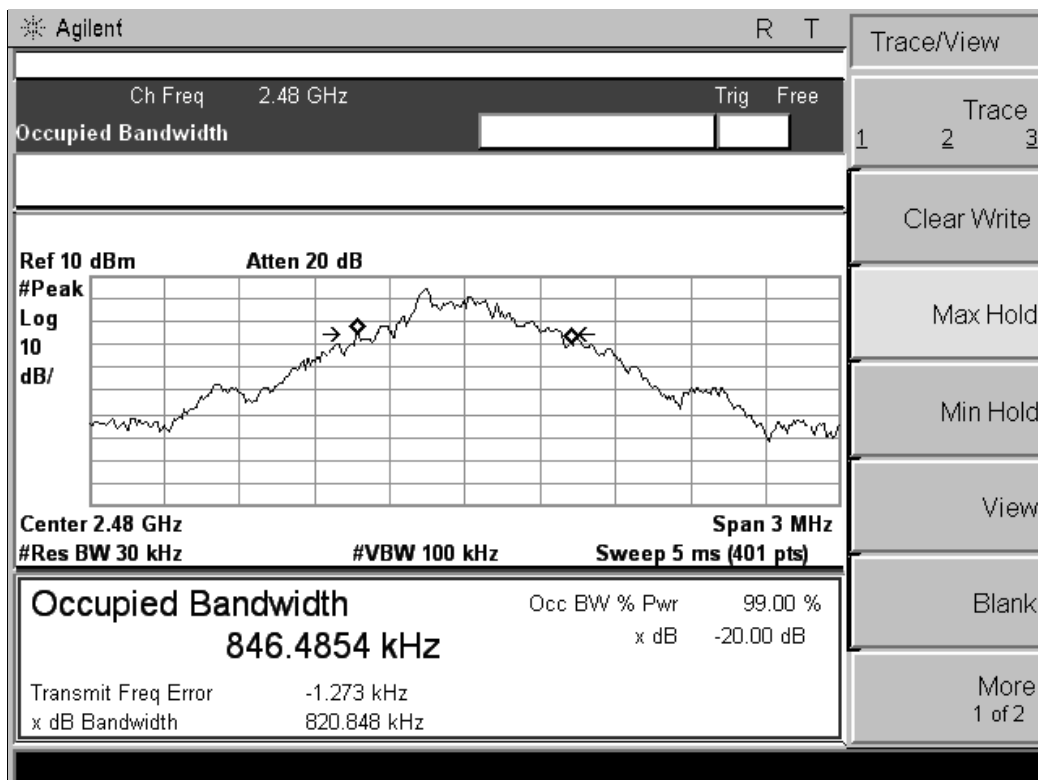 Agilent R T
Trace/View
Ch Freq 2.48 GHz Trig Free
Occupied Bandwidth
Trace
1 2 3
Clear Write
Ref 10 dBm Atten 20 dB
#Peak
Log
10
dB/
Max Hold
Min Hold
View
Center 2.48 GHz Span 3 MHz
#Res BW 30 kHz #VBW 100 kHz Sweep 5 ms (401 pts)
Occupied Bandwidth Occ BW % Pwr 99.00 %
846.4854 kHz x dB -20.00 dB
Transmit Freq Error -1.273 kHz
x dB Bandwidth 820.848 kHz
Blank
More
1 of 2